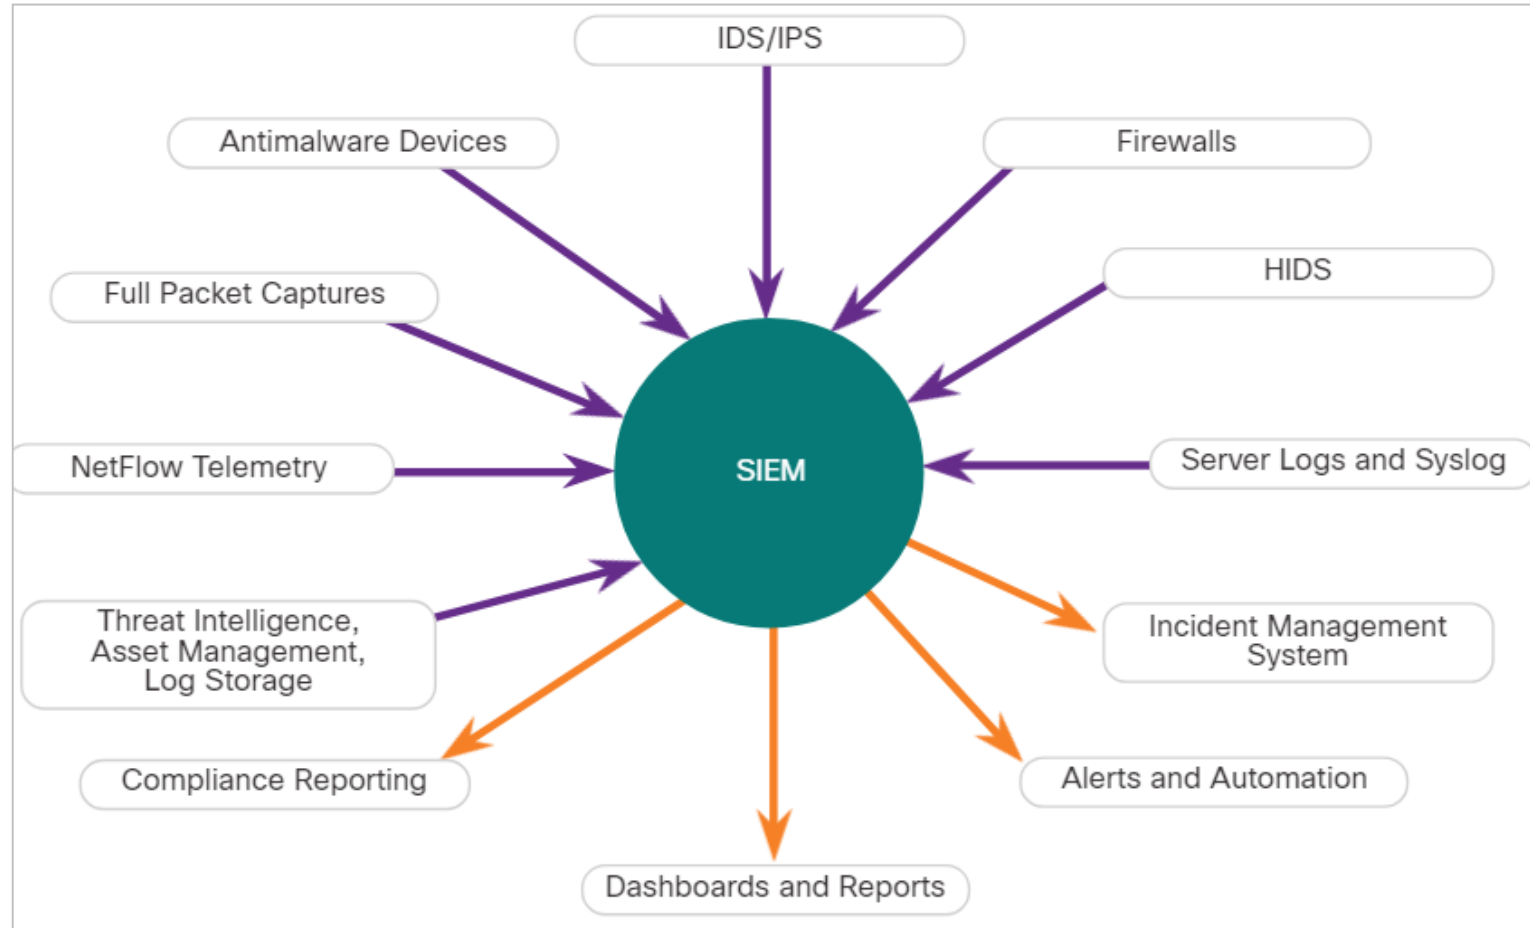 IDS/IPS
Antimalware Devices
Firewalls
HIDS
Full Packet Captures
NetFlow Telemetry
SIEM
Server Logs and Syslog
Threat Intelligence,
Asset Management,
Log Storage
Incident Management
System
Compliance Reporting
Alerts and Automation
Dashboards and Reports